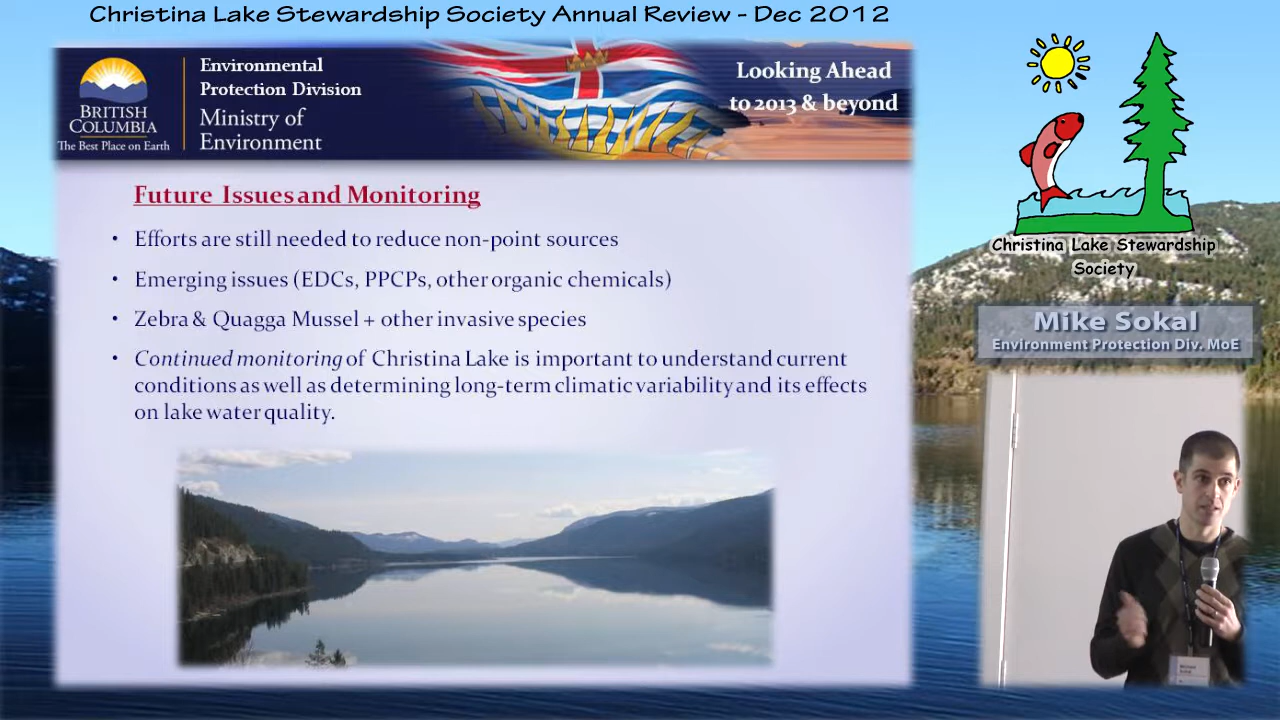 Christina Lake Stewardship Society Annual Review - Dec 2012
BRITISH
COLUMBIA
The Best Place on Earth
Environmental
Protection Division
Ministry of
Environment
Looking Ahead
to 2013 & beyond
Future Issues and Monitoring
• Efforts are still needed to reduce non-point sources
• Emerging issues (EDCs, PPCPs, other organic chemicals)
• Zebra & Quagga Mussel + other invasive species
• Continued monitoring of Christina Lake is important to understand current
conditions as well as determining long-term climatic variability and its effects
on lake water quality.
Christina Lake Stewardship
Society
Mike Sokal
Environment Protection Div. MoE